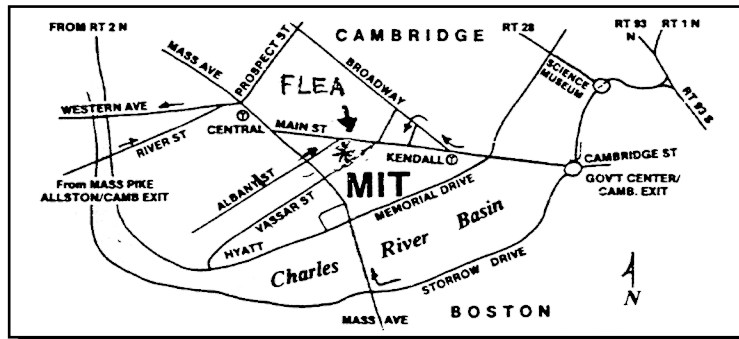 FROM RT 2 N
MASS AVE
PROSPECT ST
CAMBRIDGE
RT 28
RT 93
N
RT 1 N
BROADWAY
SCIENCE
MUSEUM
RT 93 S
FLEA
WESTERN AVE
T
CENTRAL
MAIN ST
RIVER ST
KENDALL
T
CAMBRIDGE ST
From MASS PIKE
ALLSTON/CAMB EXIT
GOV'T CENTER/
CAMB. EXIT
ALBANY ST
MIT
VASSAR ST
MEMORIAL DRIVE
HYATT
Charles River Basin
STORROW DRIVE
N
MASS AVE
BOSTON